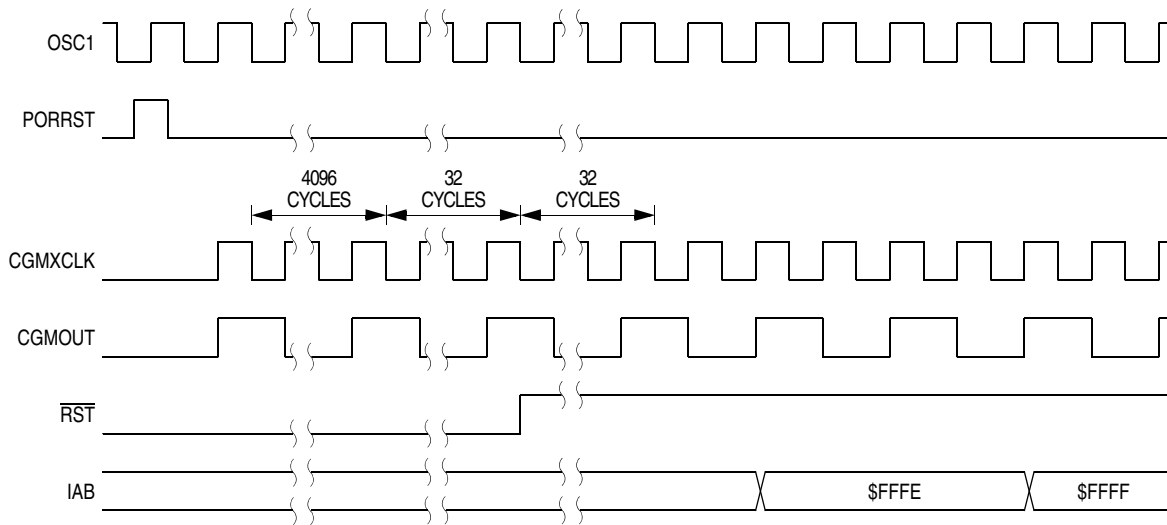 OSC1
PORRST
4096
CYCLES
32
CYCLES
32
CYCLES
CGMXCLK
CGMOUT
RST
IAB
$FFFE
$FFFF